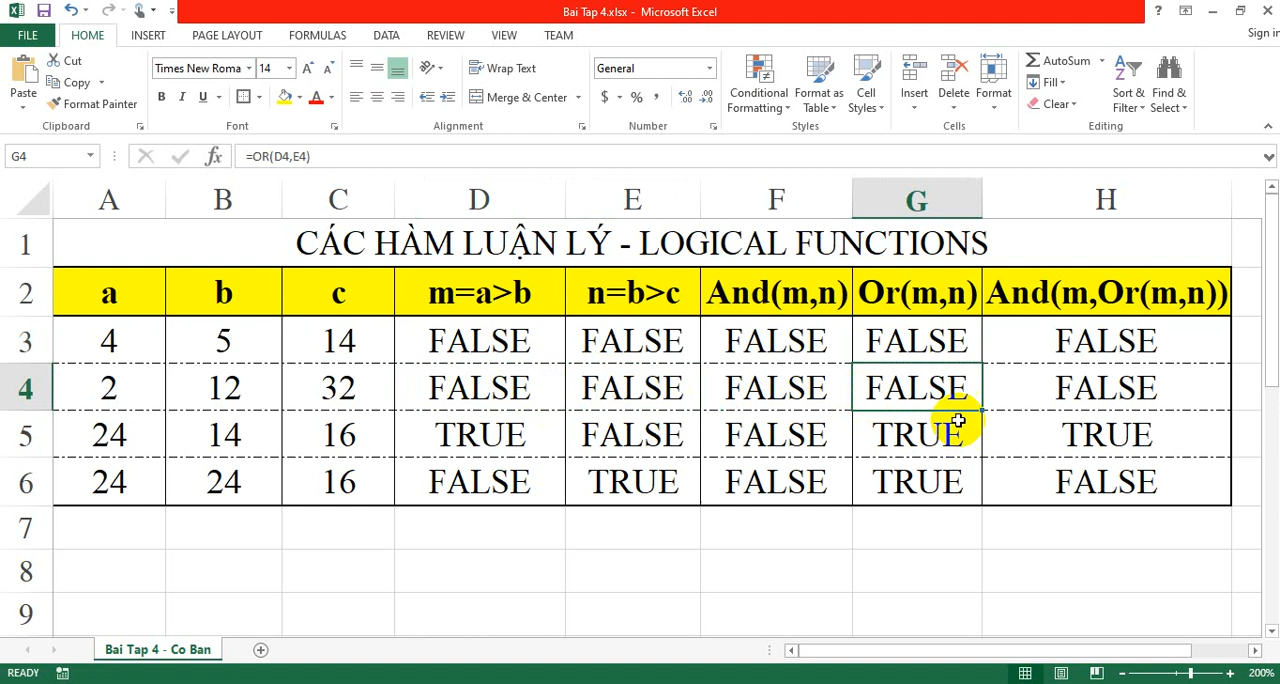 Bai Tap 4.xlsx - Microsoft Excel
Sign in
FILE HOME INSERT PAGE LAYOUT FORMULAS DATA REVIEW VIEW TEAM
Paste
Cut
Copy
Format Painter
Clipboard
Times New Roma 14
B I U
Font
Wrap Text
Merge & Center
Alignment
General
$ % ,
Number
Conditional Formatting
Format as Table
Cell Styles
Styles
Insert
Delete
Format
Cells
AutoSum
Fill
Clear
Sort & Filter
Find & Select
Editing
G4 fx =OR(D4,E4)
A B C D E F G H
1 CÁC HÀM LUẬN LÝ - LOGICAL FUNCTIONS
2 a b c m=a>b n=b>c And(m,n) Or(m,n) And(m,Or(m,n))
3 4 5 14 FALSE FALSE FALSE FALSE FALSE
4 2 12 32 FALSE FALSE FALSE FALSE FALSE
5 24 14 16 TRUE FALSE FALSE TRUE TRUE
6 24 24 16 FALSE TRUE FALSE TRUE FALSE
7
8
9
Bai Tap 4 - Co Ban
READY 200%